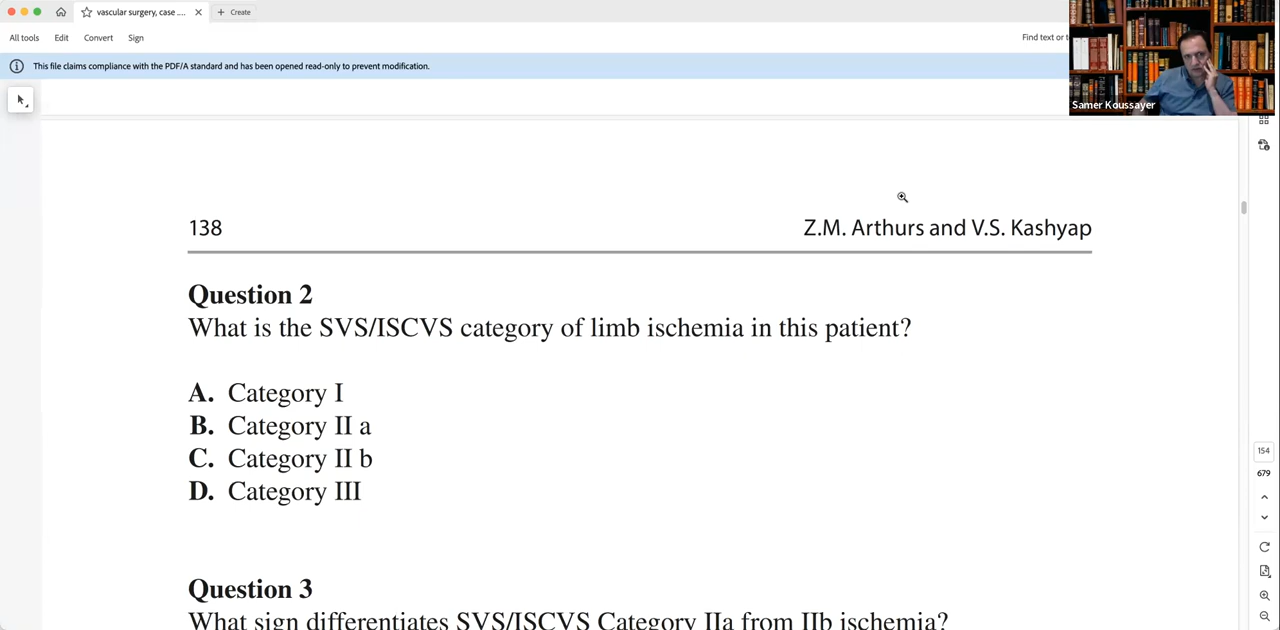 vascular surgery, case ....
Create
All tools
Edit
Convert
Sign
Find text or t
This file claims compliance with the PDF/A standard and has been opened read-only to prevent modification.
Samer Koussayer
138
Z.M. Arthurs and V.S. Kashyap
Question 2
What is the SVS/ISCVS category of limb ischemia in this patient?
A. Category I
B. Category II a
C. Category II b
D. Category III
154
679
Question 3
What sign differentiates SVS/ISCVS Category IIa from IIb ischemia?